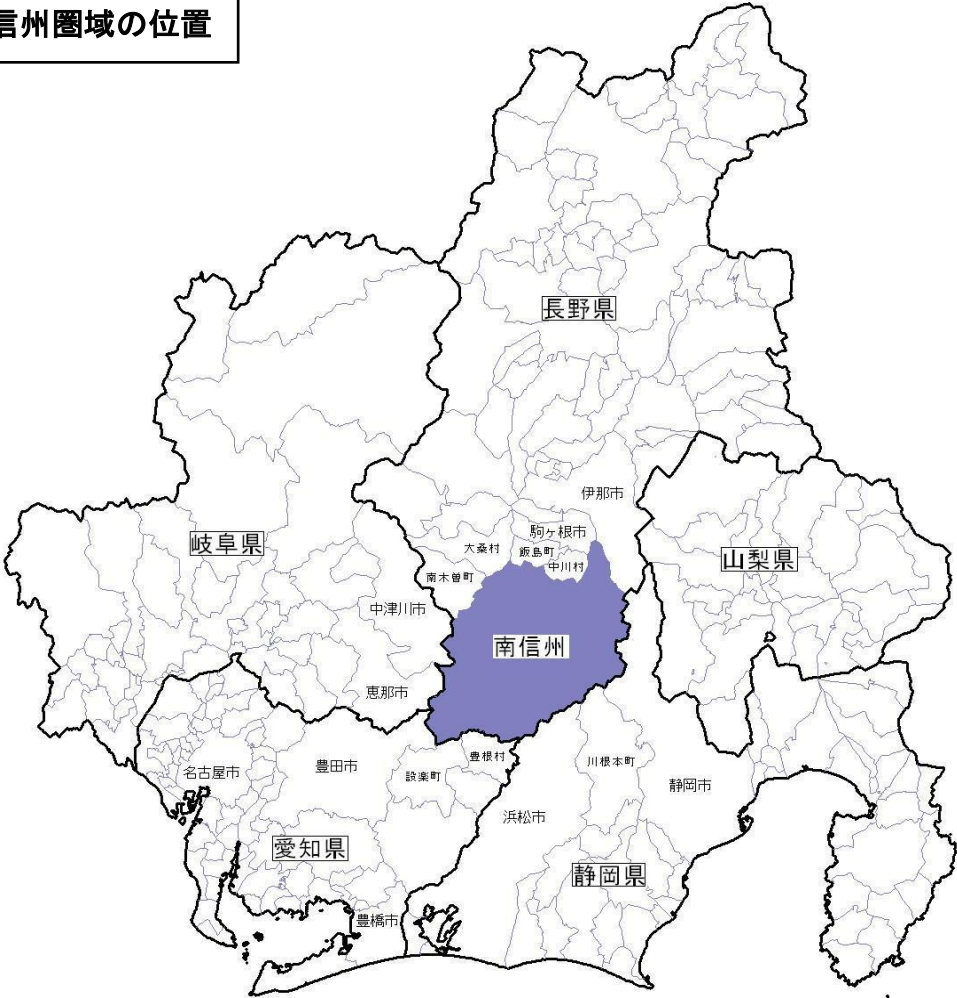 信州圏域の位置
長野県
伊那市
駒ヶ根市
大桑村
飯島町
中川村
南木曽町
岐阜県
山梨県
中津川市
南信州
恵那市
豊根村
豊田市
名古屋市
設楽町
川根本町
静岡市
浜松市
愛知県
静岡県
豊橋市